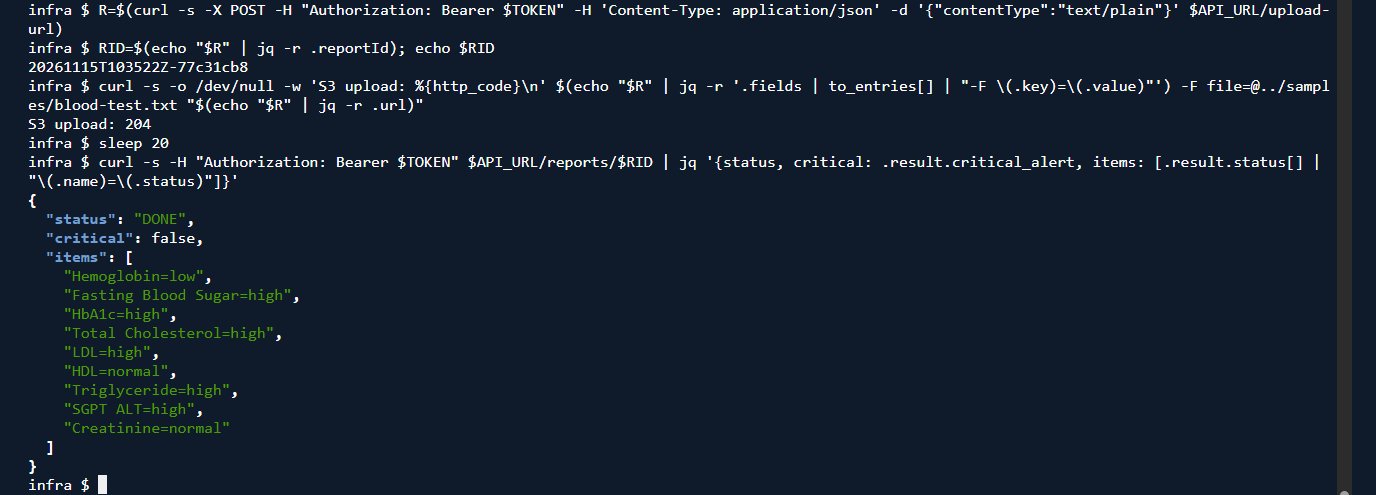 infra $ R=$(curl -s -X POST -H "Authorization: Bearer $TOKEN" -H 'Content-Type: application/json' -d '{"contentType":"text/plain"}' $API_URL/upload-
url)
infra $ RID=$(echo "$R" | jq -r .reportId); echo $RID
20261115T103522Z-77c31cb8
infra $ curl -s -o /dev/null -w 'S3 upload: %{http_code}\n' $(echo "$R" | jq -r '.fields | to_entries[] | "-F \(.key)=\(.value)"') -F file=@../sampl
es/blood-test.txt "$(echo "$R" | jq -r .url)"
S3 upload: 204
infra $ sleep 20
infra $ curl -s -H "Authorization: Bearer $TOKEN" $API_URL/reports/$RID | jq '{status, critical: .result.critical_alert, items: [.result.status[] |
"\(.name)=\(.status)"]}'
{
  "status": "DONE",
  "critical": false,
  "items": [
    "Hemoglobin=low",
    "Fasting Blood Sugar=high",
    "HbA1c=high",
    "Total Cholesterol=high",
    "LDL=high",
    "HDL=normal",
    "Triglyceride=high",
    "SGPT ALT=high",
    "Creatinine=normal"
  ]
}
infra $